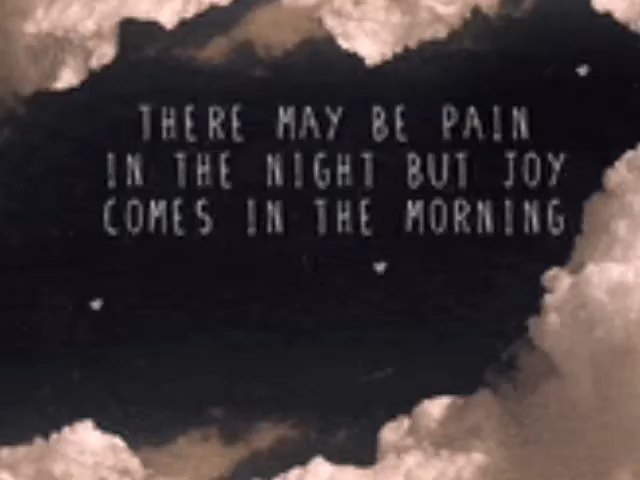 THERE MAY BE PAIN
IN THE NIGHT BUT JOY
COMES IN THE MORNING